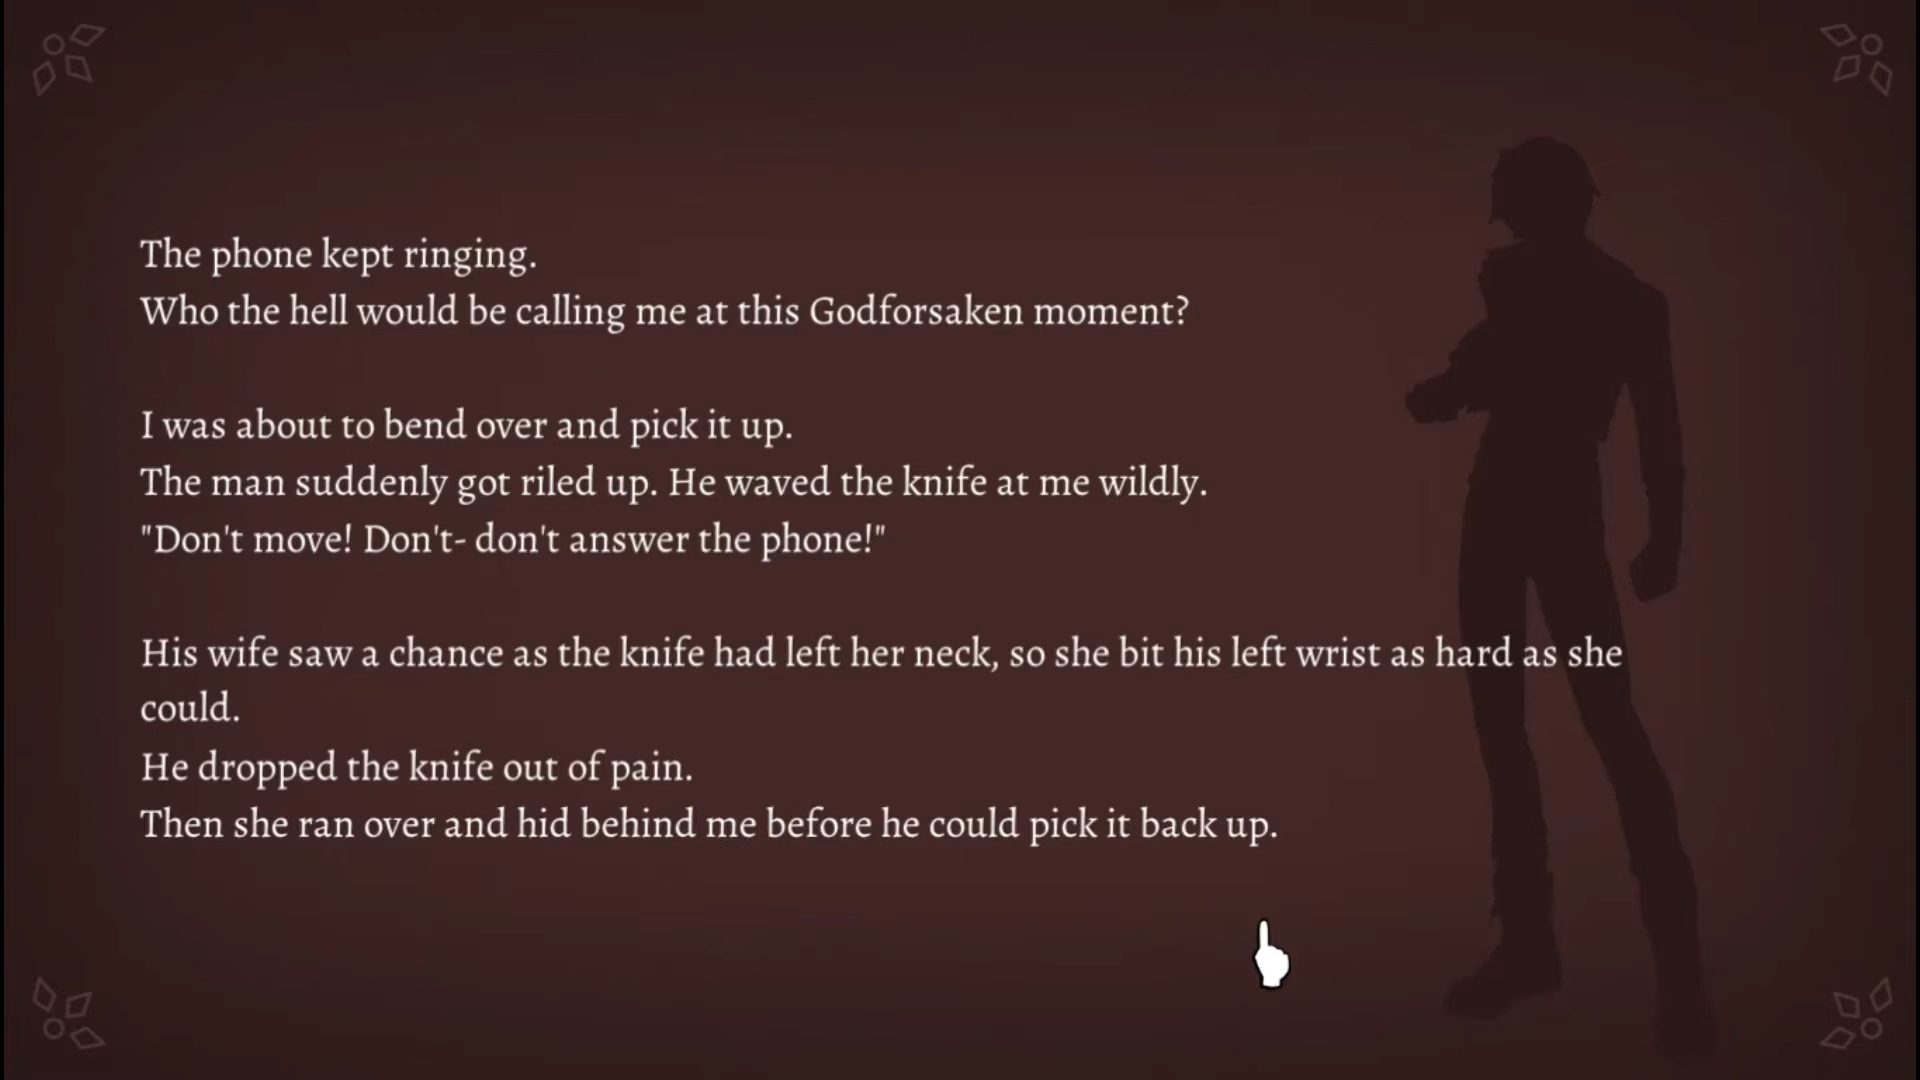 The phone kept ringing.
Who the hell would be calling me at this Godforsaken moment?
I was about to bend over and pick it up.
The man suddenly got riled up. He waved the knife at me wildly.
"Don't move! Don't- don't answer the phone!"
His wife saw a chance as the knife had left her neck, so she bit his left wrist as hard as she
could.
He dropped the knife out of pain.
Then she ran over and hid behind me before he could pick it back up.